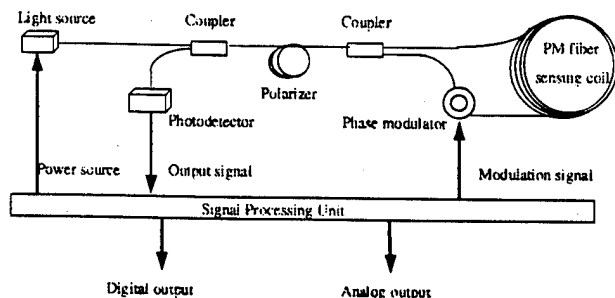 Light source
Coupler
Coupler
PM fiber
sensing coil
Polarizer
Photodetector
Phase modulator
Power source
Output signal
Modulation signal
Signal Processing Unit
Digital output
Analog output